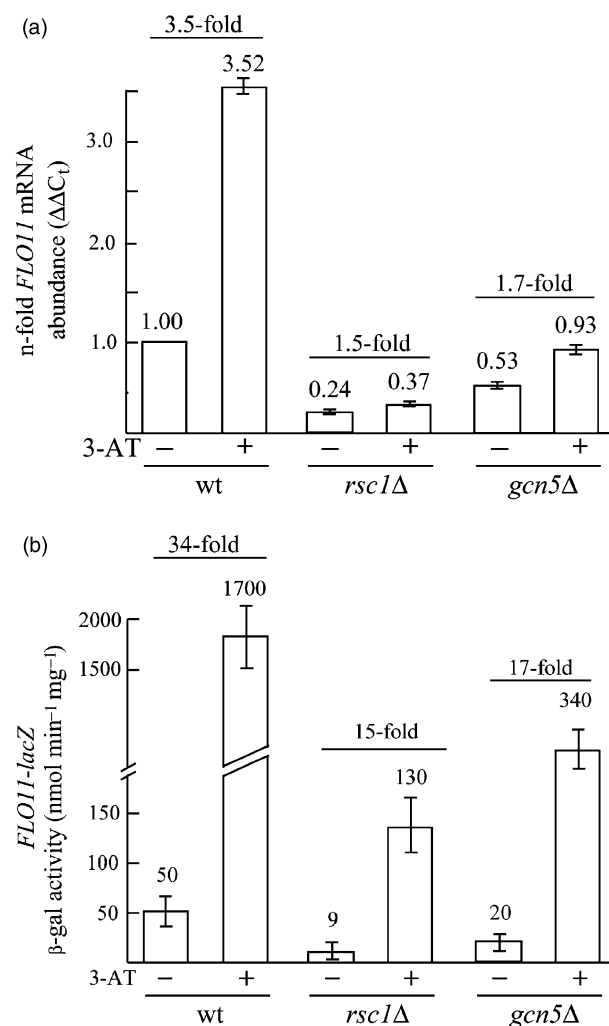 (a)
3.5-fold
3.52
3.0
2.0
1.0
n-fold FLO11 mRNA
abundance (ΔΔCt)
1.00
1.5-fold
0.24
0.37
1.7-fold
0.53
0.93
3-AT − + − + − +
wt rsc1Δ gcn5Δ
(b)
34-fold
1700
2000
1500
150
100
50
FLO11-lacZ
β-gal activity (nmol min⁻¹ mg⁻¹)
50
15-fold
9
130
17-fold
20
340
3-AT − + − + − +
wt rsc1Δ gcn5Δ